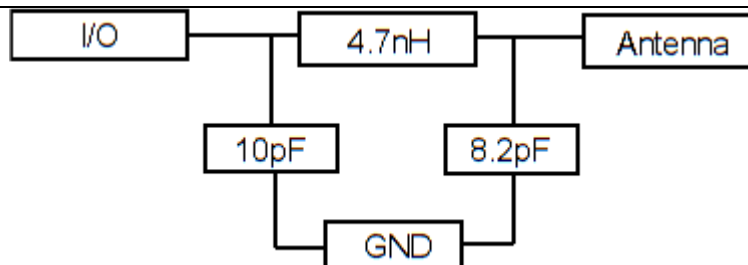 I/O
4.7nH
Antenna
10pF
8.2pF
GND